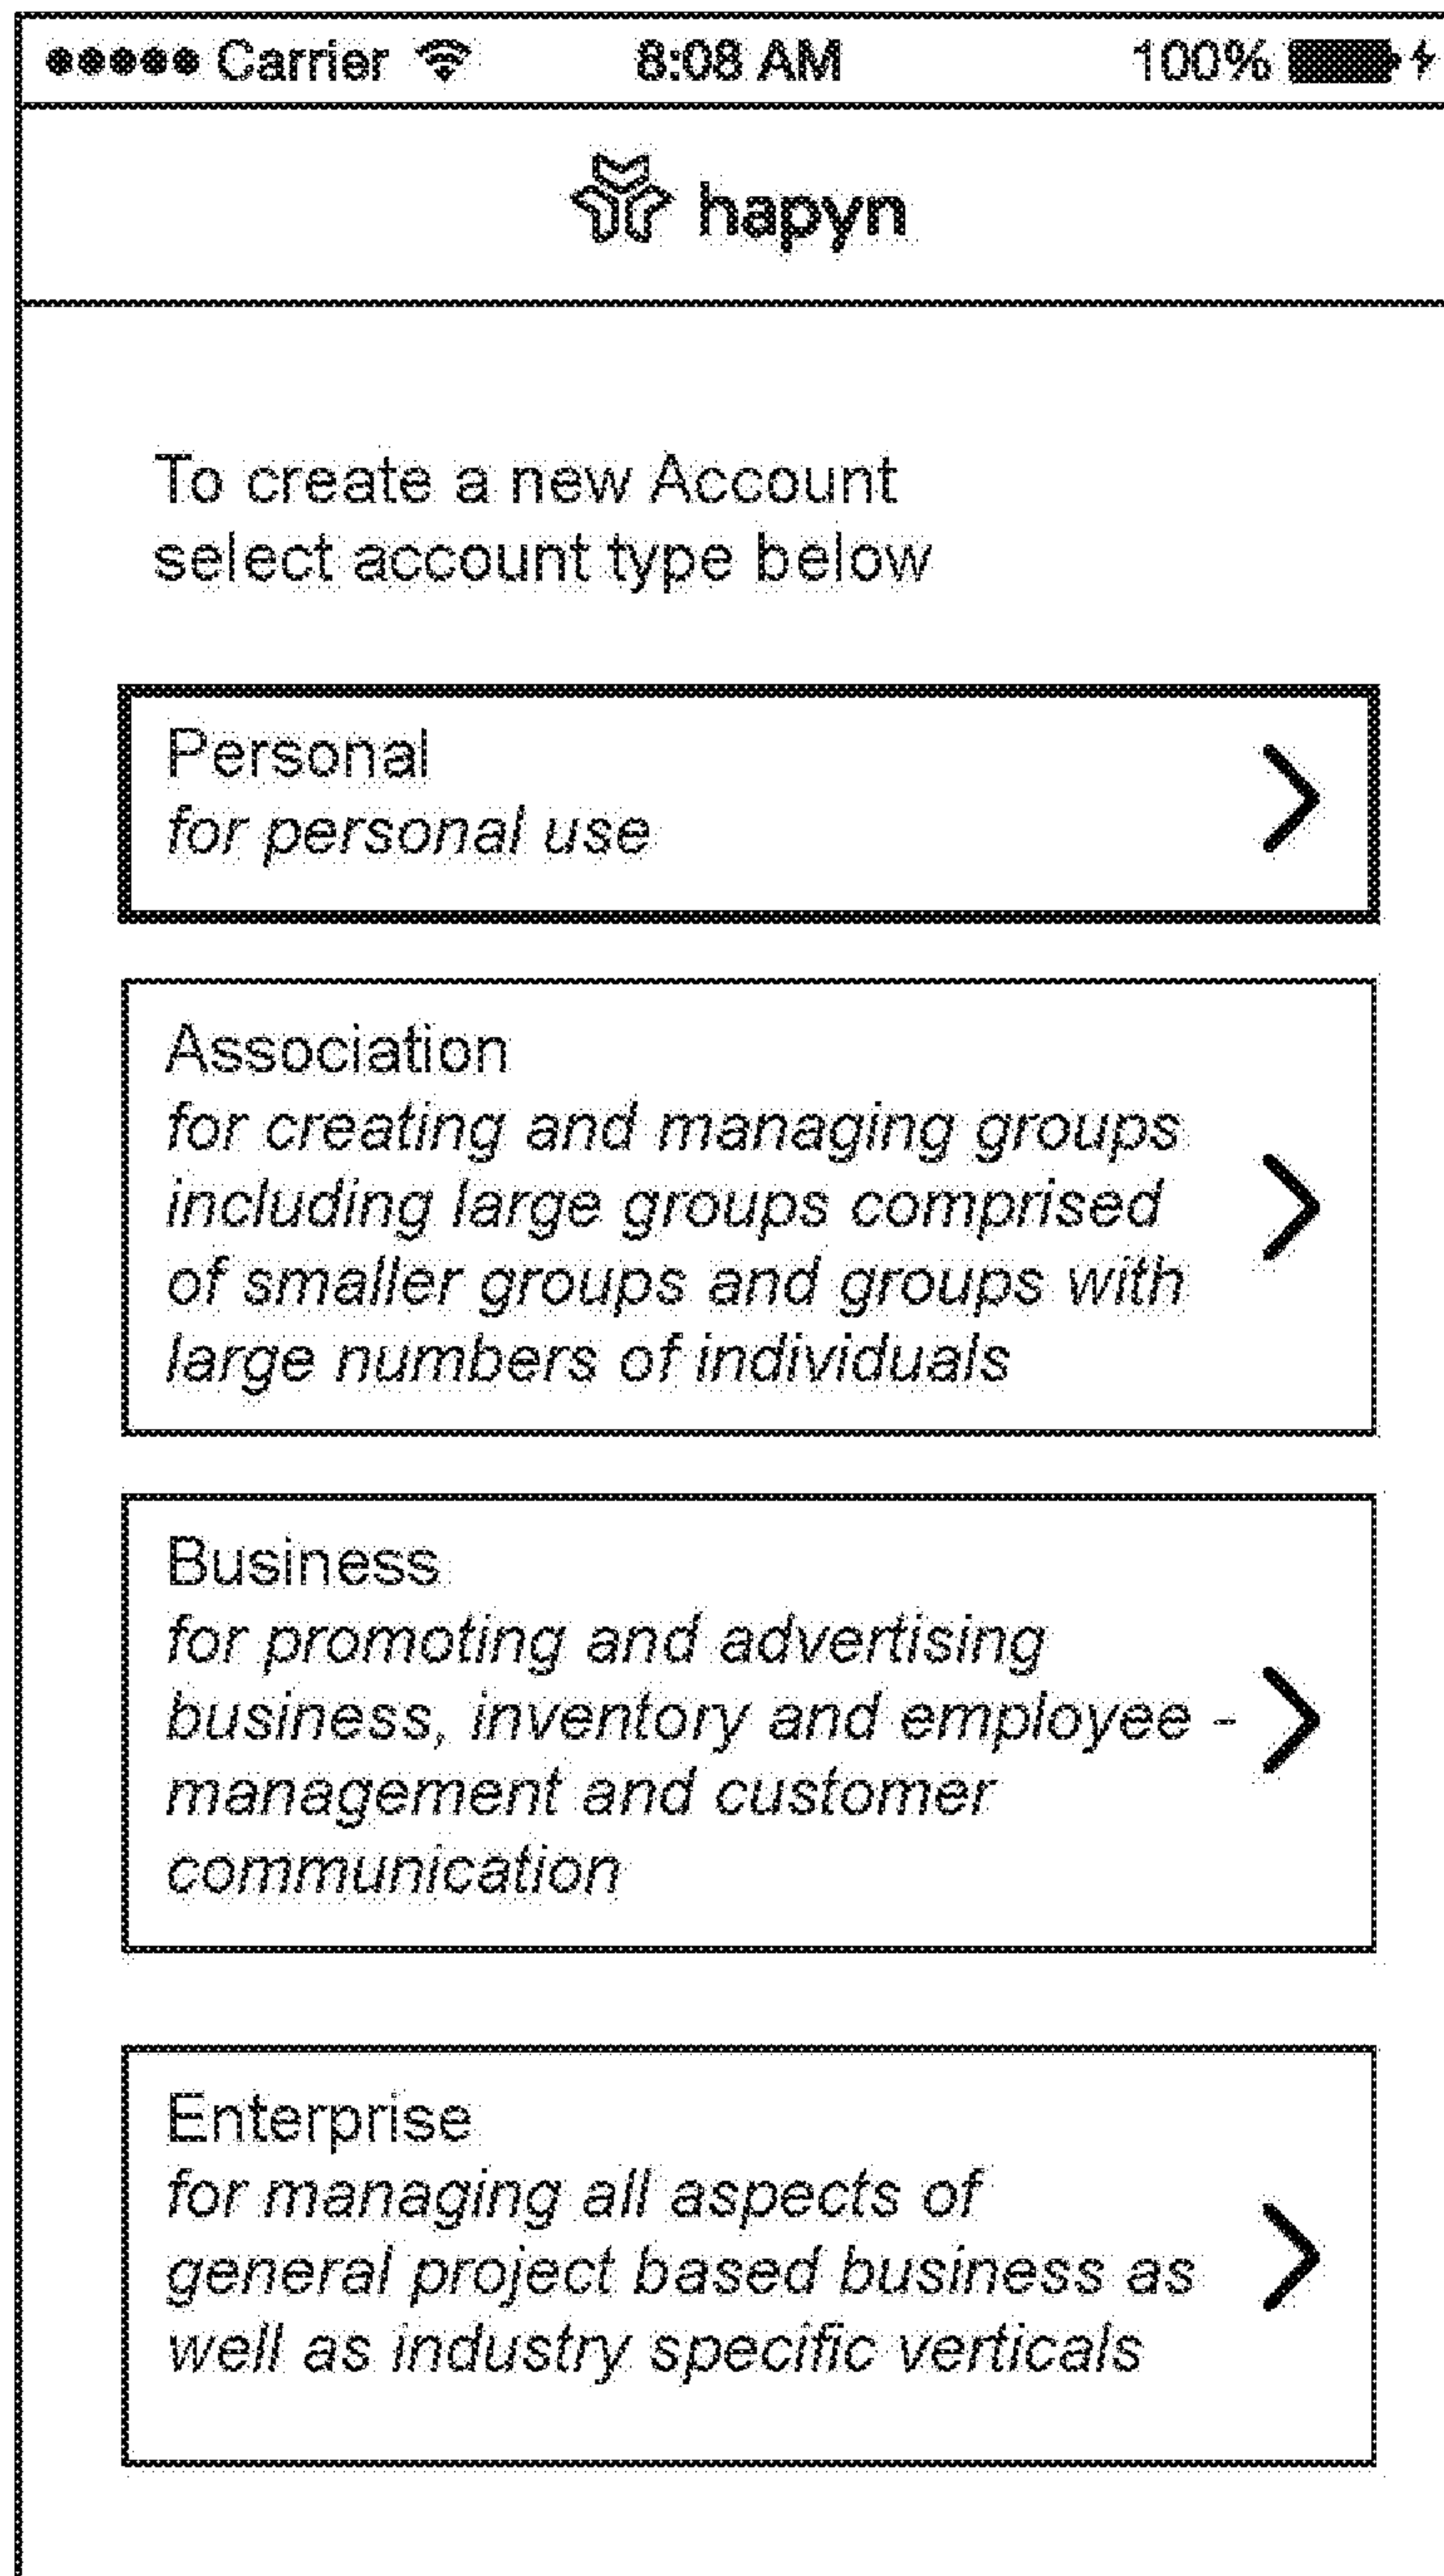 Carrier 8:08 AM 100%
hapyn
To create a new Account
select account type below
Personal
for personal use
Association
for creating and managing groups
including large groups comprised
of smaller groups and groups with
large numbers of individuals
Business
for promoting and advertising
business, inventory and employee -
management and customer
communication
Enterprise
for managing all aspects of
general project based business as
well as industry specific verticals